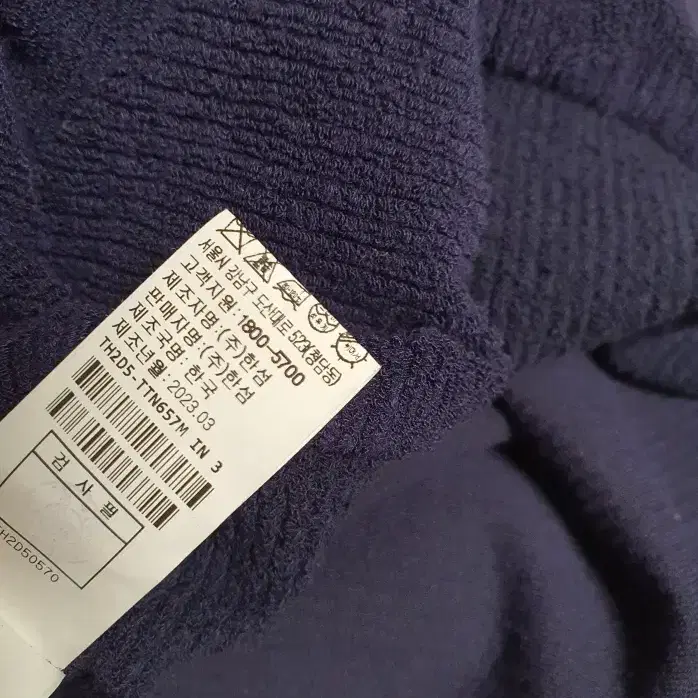 서울시 강남구 도산대로 523(청담동)
고객지원: 1800-5700
제조자명 : (주)한섬
판매자명 : (주)한섬
제조국명 : 한국
제조년월 : 2023.03
TH2D5-TTN657M IN 3
검 사 필
TH2D50570